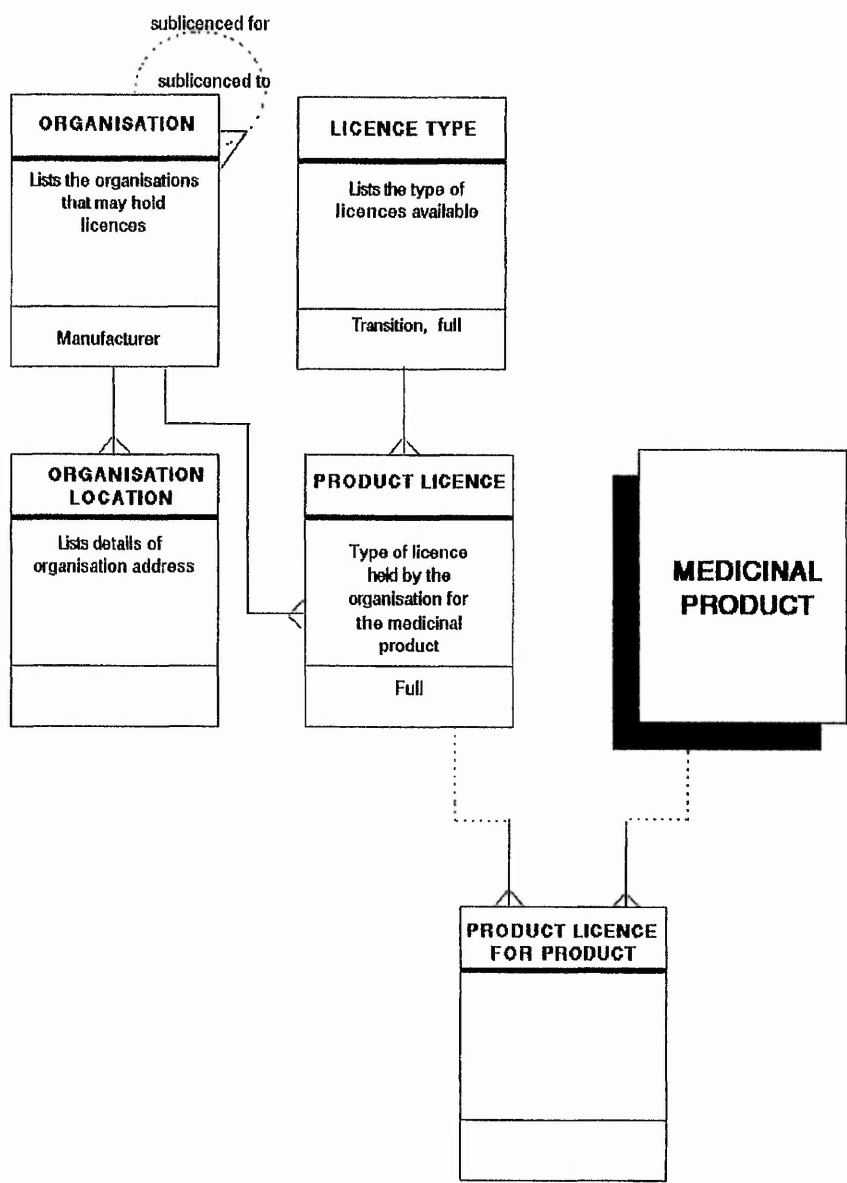 sublicenced for
sublicenced to
ORGANISATION
Lists the organisations
that may hold
licences
Manufacturer
LICENCE TYPE
Lists the type of
licences available
Transition, full
ORGANISATION
LOCATION
Lists details of
organisation address
PRODUCT LICENCE
Type of licence
held by the
organisation for
the medicinal
product
Full
MEDICINAL
PRODUCT
PRODUCT LICENCE
FOR PRODUCT